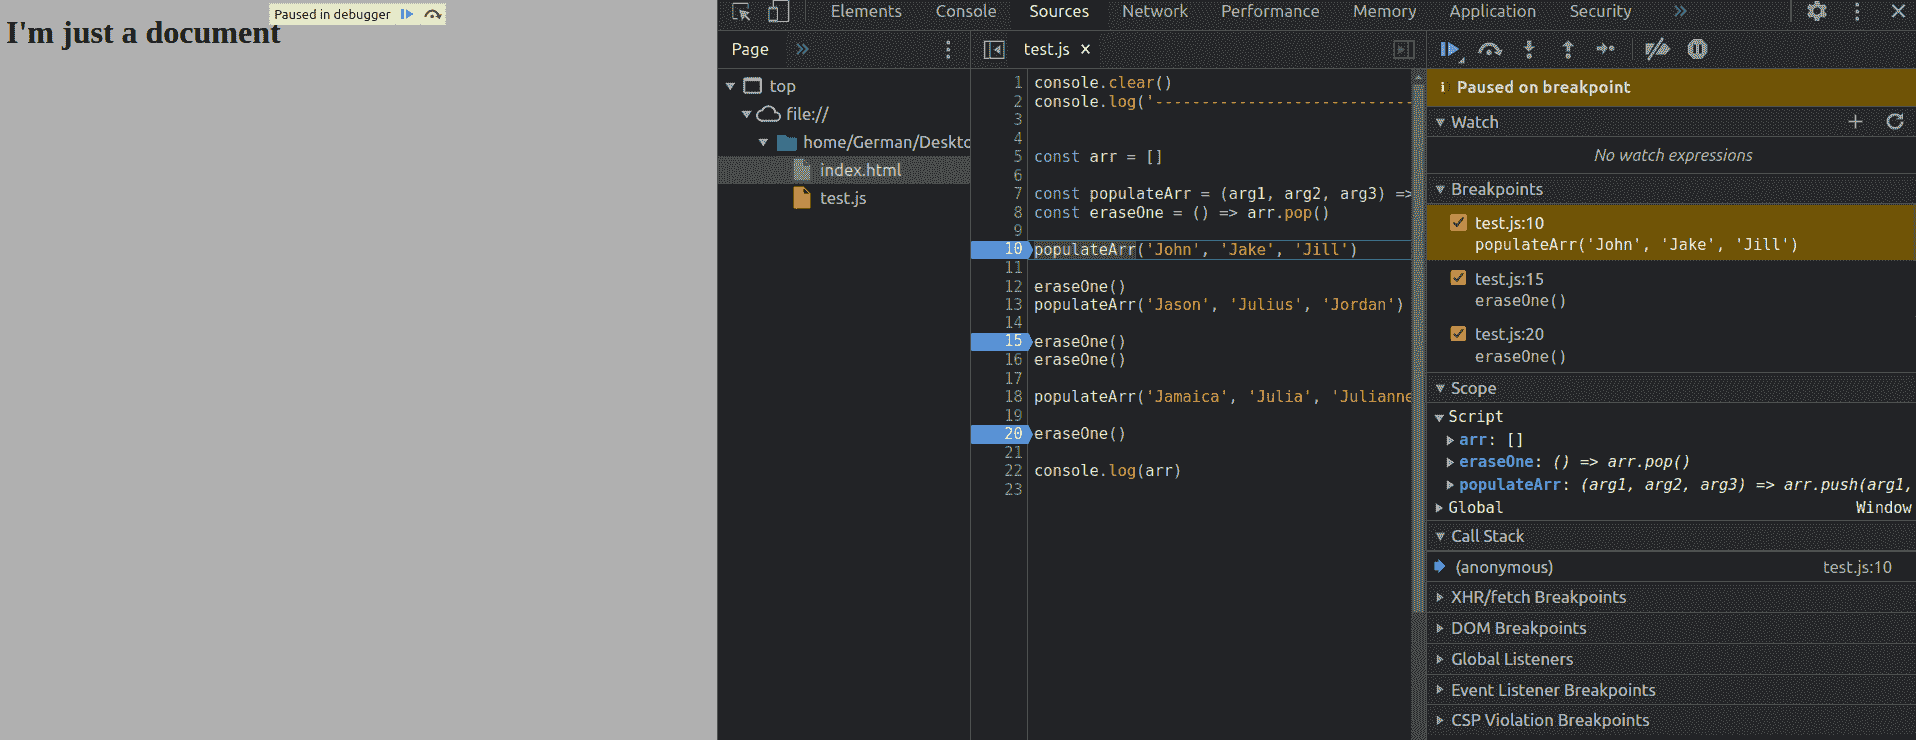 I'm just a document
Paused in debugger
Elements Console Sources Network Performance Memory Application Security »
Page »
test.js ×
top
file://
home/German/Deskto
index.html
test.js
1 console.clear()
2 console.log('----------------------------
3
4
5 const arr = []
6
7 const populateArr = (arg1, arg2, arg3) =>
8 const eraseOne = () => arr.pop()
9
10 populateArr('John', 'Jake', 'Jill')
11
12 eraseOne()
13 populateArr('Jason', 'Julius', 'Jordan')
14
15 eraseOne()
16 eraseOne()
17
18 populateArr('Jamaica', 'Julia', 'Julianne
19
20 eraseOne()
21
22 console.log(arr)
23
Paused on breakpoint
Watch
No watch expressions
Breakpoints
test.js:10
populateArr('John', 'Jake', 'Jill')
test.js:15
eraseOne()
test.js:20
eraseOne()
Scope
Script
arr: []
eraseOne: () => arr.pop()
populateArr: (arg1, arg2, arg3) => arr.push(arg1,
Global Window
Call Stack
(anonymous) test.js:10
XHR/fetch Breakpoints
DOM Breakpoints
Global Listeners
Event Listener Breakpoints
CSP Violation Breakpoints